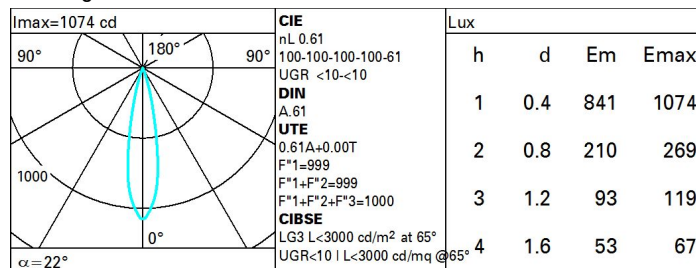 Imax=1074 cd
90°
180°
90°
1000
0°
α=22°
CIE
nL 0.61
100-100-100-100-61
UGR <10-<10
DIN
A.61
UTE
0.61A+0.00T
F"1=999
F"1+F"2=999
F"1+F"2+F"3=1000
CIBSE
LG3 L<3000 cd/m² at 65°
UGR<10 | L<3000 cd/mq @65°
Lux
h d Em Emax
1 0.4 841 1074
2 0.8 210 269
3 1.2 93 119
4 1.6 53 67